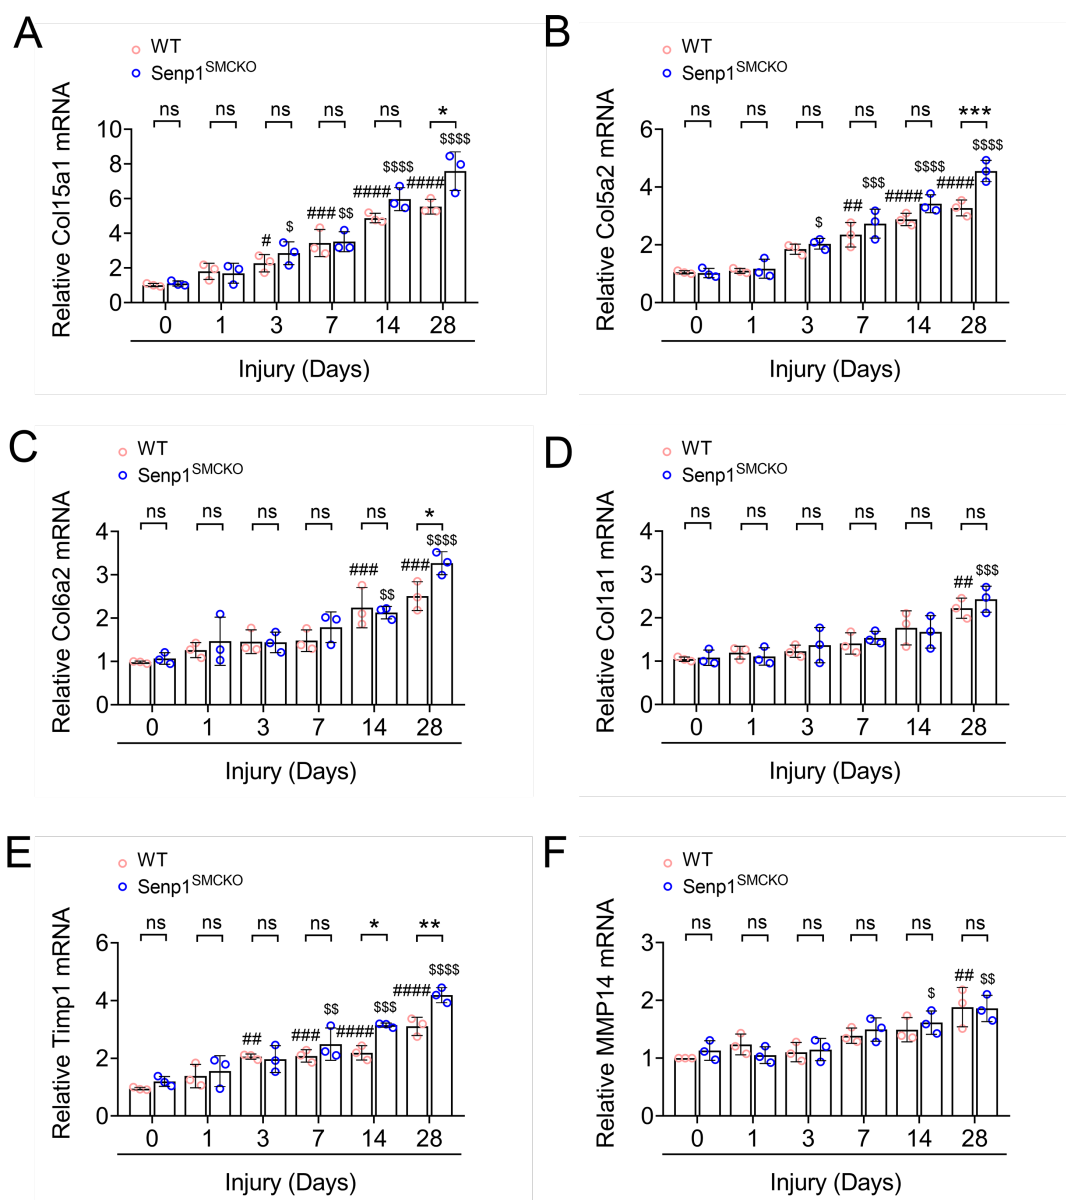 A
WT
Senp1SMCKO
ns ns ns ns ns *
Relative Col15a1 mRNA
10
8
6
4
2
0
# $ ### $$ #### $$$$ #### $$$$
0 1 3 7 14 28
Injury (Days)
B
WT
Senp1SMCKO
ns ns ns ns ns ***
Relative Col5a2 mRNA
6
4
2
0
$ ## $$$ #### $$$$ #### $$$$
0 1 3 7 14 28
Injury (Days)
C
WT
Senp1SMCKO
ns ns ns ns ns *
Relative Col6a2 mRNA
4
3
2
1
0
### $$ ### $$$$
0 1 3 7 14 28
Injury (Days)
D
WT
Senp1SMCKO
ns ns ns ns ns ns
Relative Col1a1 mRNA
4
3
2
1
0
## $$$
0 1 3 7 14 28
Injury (Days)
E
WT
Senp1SMCKO
ns ns ns ns * **
Relative Timp1 mRNA
6
4
2
0
## ### $$ #### $$$ #### $$$$
0 1 3 7 14 28
Injury (Days)
F
WT
Senp1SMCKO
ns ns ns ns ns ns
Relative MMP14 mRNA
3
2
1
0
$ ## $$
0 1 3 7 14 28
Injury (Days)